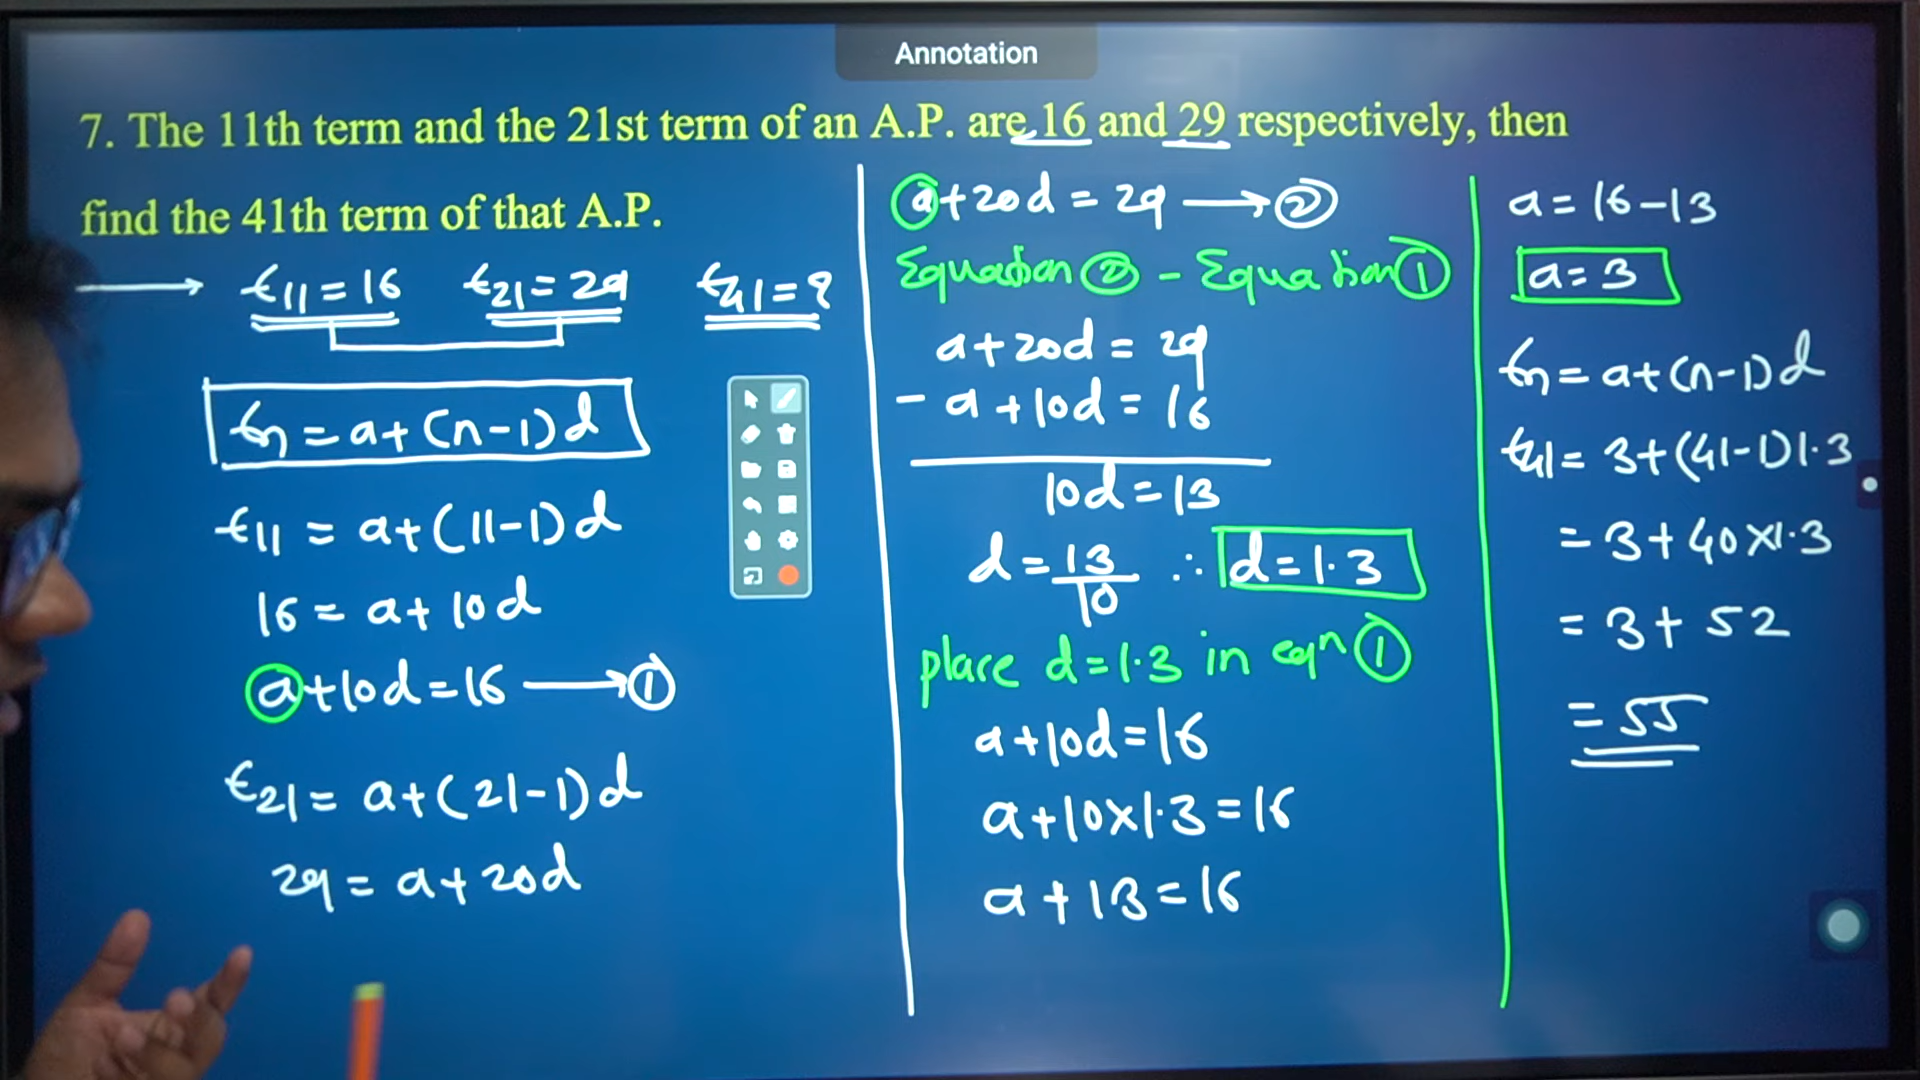 Annotation
7. The 11th term and the 21st term of an A.P. are 16 and 29 respectively, then
find the 41th term of that A.P.
t11 = 16 t21 = 29 t41 = ?
tn = a+(n-1)d
t11 = a+(11-1)d
16 = a+10d
a+10d=16 ⟶ ①
t21 = a+(21-1)d
29 = a+20d
a+20d = 29 ⟶ ②
Equation ② - Equation ①
a+20d = 29
- a+10d = 16
10d = 13
d = 13/10 ∴ d=1.3
place d=1.3 in eqn ①
a+10d=16
a+10x1.3=16
a+13=16
a=16-13
a=3
tn = a+(n-1)d
t41 = 3+(41-1)1.3
= 3+40x1.3
= 3+52
= 55